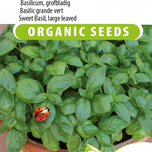 Basilicum, grofbladig
Basilic grande vert
Sweet Basil, large leaved
ORGANIC SEEDS